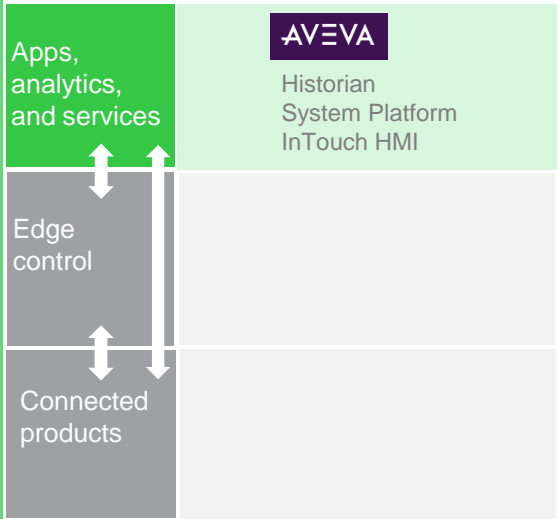 Apps,
analytics,
and services
AVEVA
Historian
System Platform
InTouch HMI
Edge
control
Connected
products